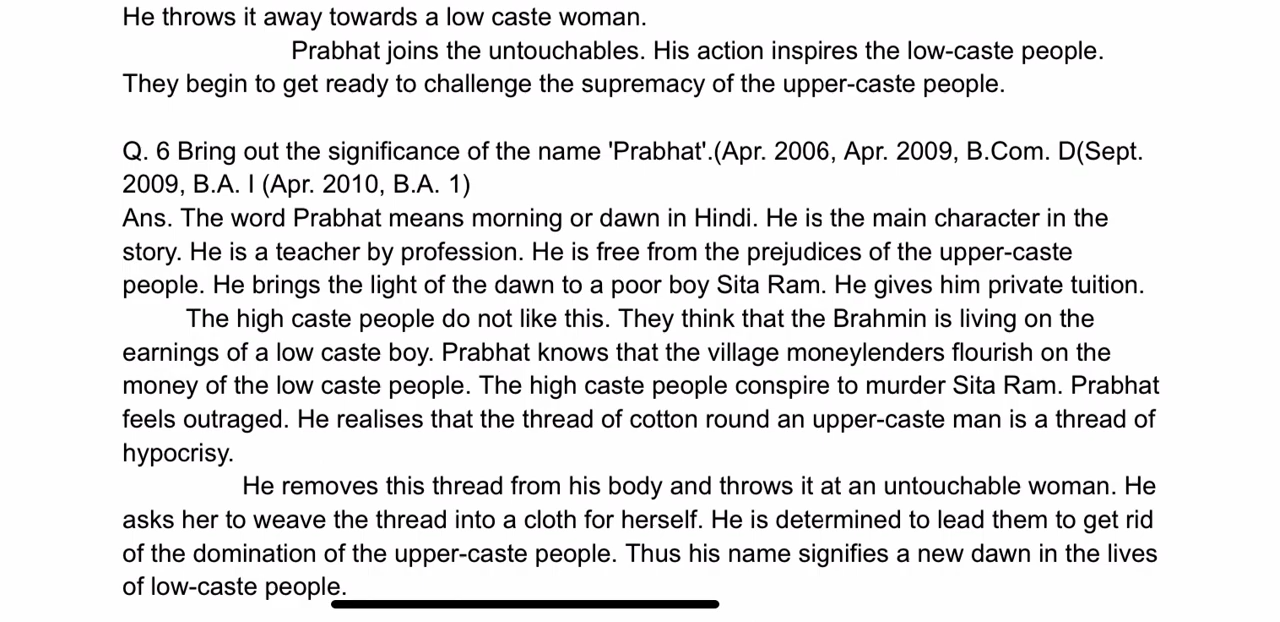 He throws it away towards a low caste woman.
Prabhat joins the untouchables. His action inspires the low-caste people.
They begin to get ready to challenge the supremacy of the upper-caste people.
Q. 6 Bring out the significance of the name 'Prabhat'.(Apr. 2006, Apr. 2009, B.Com. D(Sept.
2009, B.A. I (Apr. 2010, B.A. 1)
Ans. The word Prabhat means morning or dawn in Hindi. He is the main character in the
story. He is a teacher by profession. He is free from the prejudices of the upper-caste
people. He brings the light of the dawn to a poor boy Sita Ram. He gives him private tuition.
The high caste people do not like this. They think that the Brahmin is living on the
earnings of a low caste boy. Prabhat knows that the village moneylenders flourish on the
money of the low caste people. The high caste people conspire to murder Sita Ram. Prabhat
feels outraged. He realises that the thread of cotton round an upper-caste man is a thread of
hypocrisy.
He removes this thread from his body and throws it at an untouchable woman. He
asks her to weave the thread into a cloth for herself. He is determined to lead them to get rid
of the domination of the upper-caste people. Thus his name signifies a new dawn in the lives
of low-caste people.